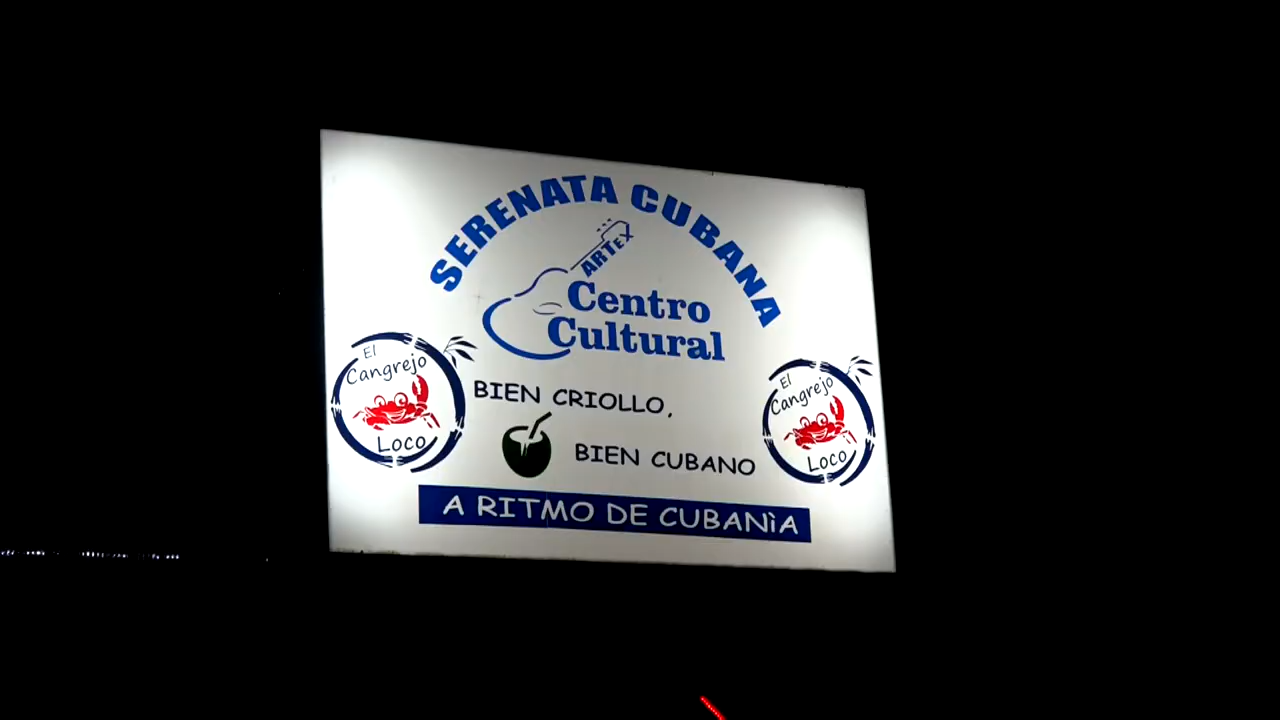 SERENATA CUBANA
ARTEX
Centro
Cultural
El
Cangrejo
Loco
El
Cangrejo
Loco
BIEN CRIOLLO,
BIEN CUBANO
A RITMO DE CUBANìA